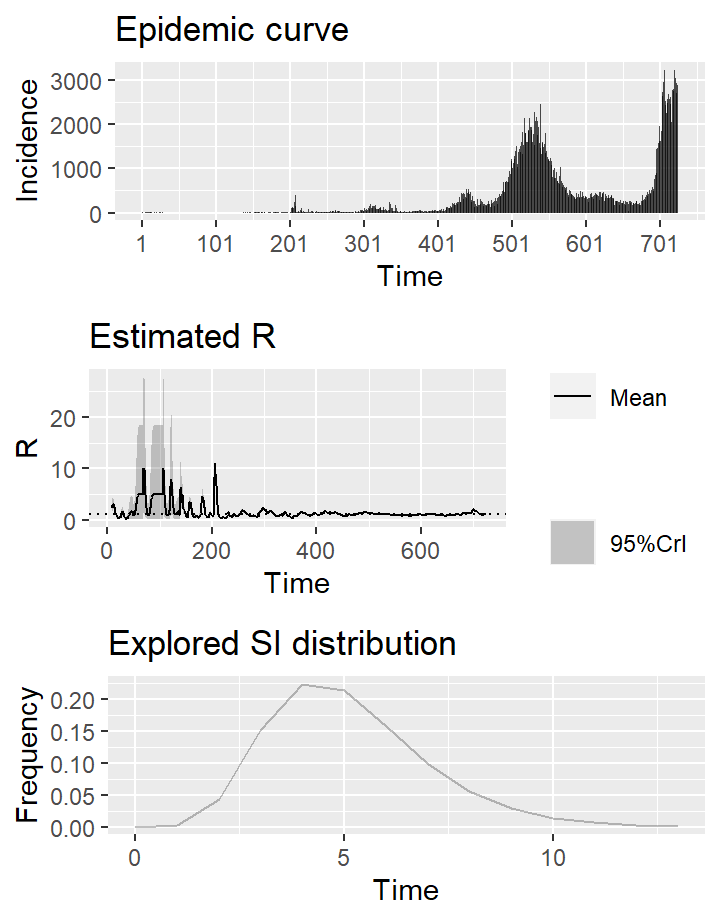 Epidemic curve
Incidence
3000
2000
1000
0
1 101 201 301 401 501 601 701
Time
Estimated R
R
20
10
0
0 200 400 600
Time
Mean
95%CrI
Explored SI distribution
Frequency
0.20
0.15
0.10
0.05
0.00
0 5 10
Time